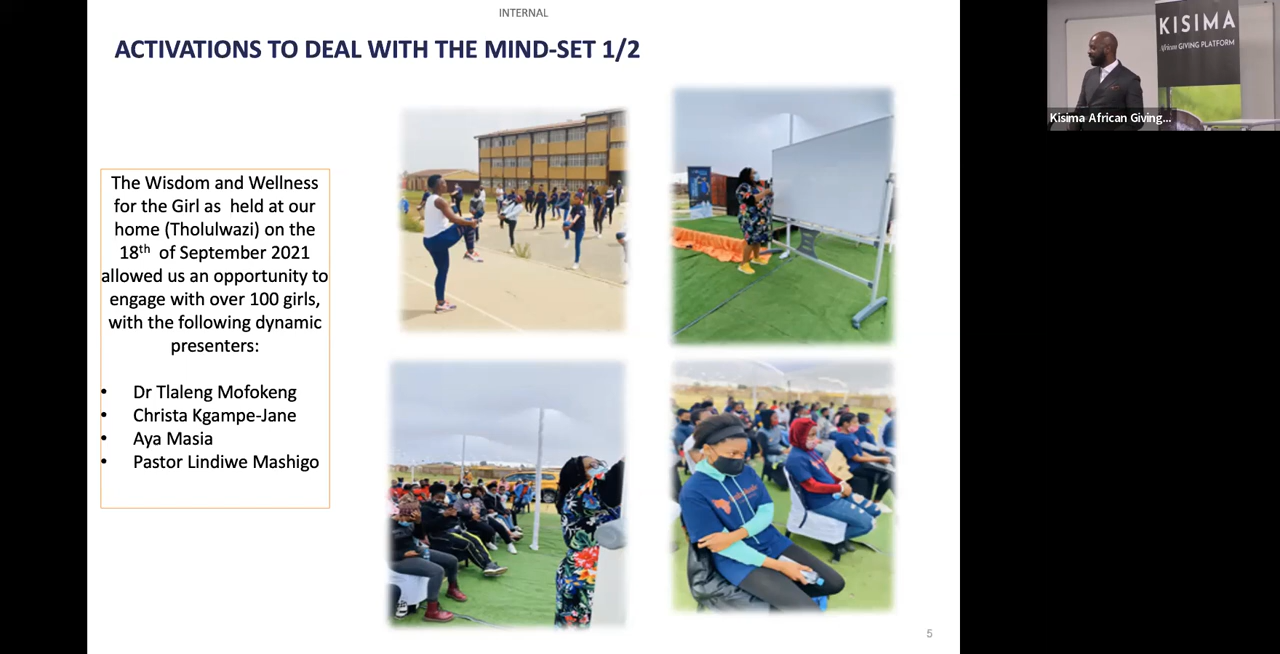 INTERNAL
ACTIVATIONS TO DEAL WITH THE MIND-SET 1/2
The Wisdom and Wellness
for the Girl as held at our
home (Tholulwazi) on the
18th of September 2021
allowed us an opportunity to
engage with over 100 girls,
with the following dynamic
presenters:
• Dr Tlaleng Mofokeng
• Christa Kgampe-Jane
• Aya Masia
• Pastor Lindiwe Mashigo
5
KISIMA
African GIVING PLATFORM
Kisima African Giving...